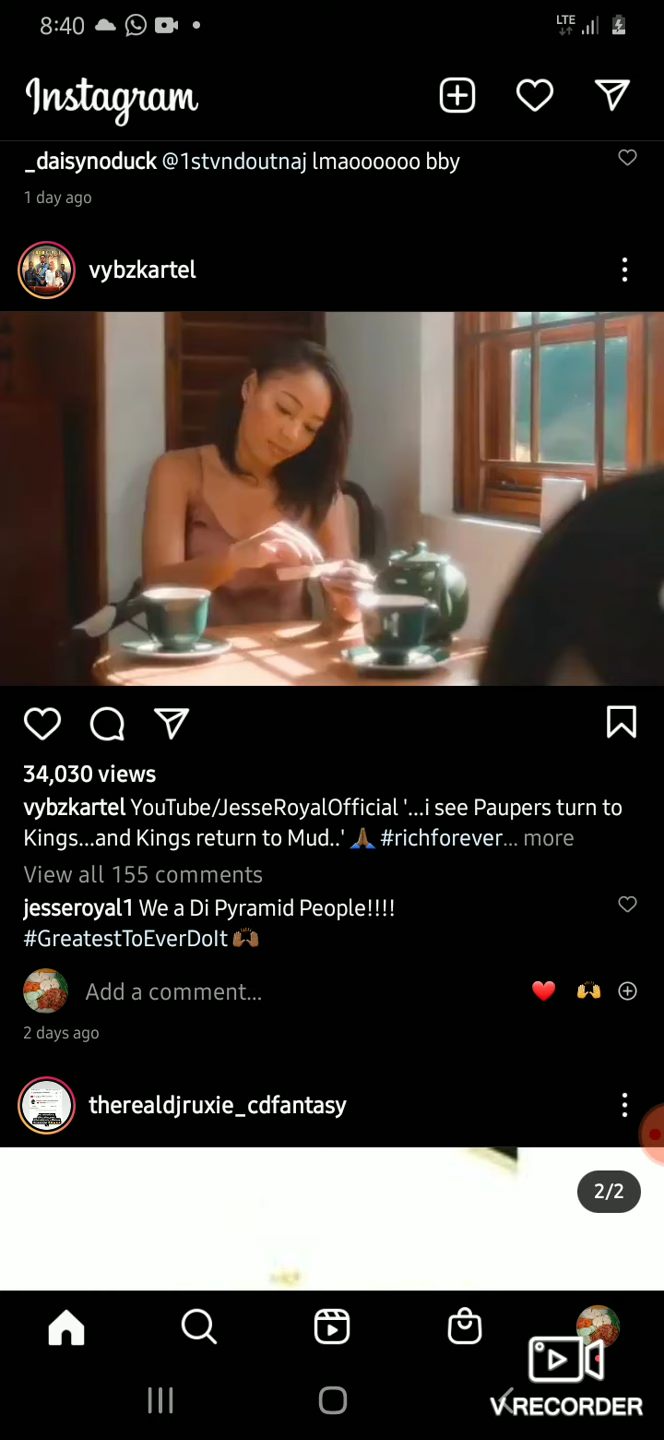 8:40
LTE
Instagram
_daisynoduck @1stvndoutnaj lmaoooooo bby
1 day ago
vybzkartel
34,030 views
vybzkartel YouTube/JesseRoyalOfficial '...i see Paupers turn to
Kings...and Kings return to Mud..' 🙏🏾 #richforever... more
View all 155 comments
jesseroyal1 We a Di Pyramid People!!!!
#GreatestToEverDoIt 🙌🏾
Add a comment... ❤️ 🙌
2 days ago
therealdjruxie_cdfantasy
2/2
V RECORDER